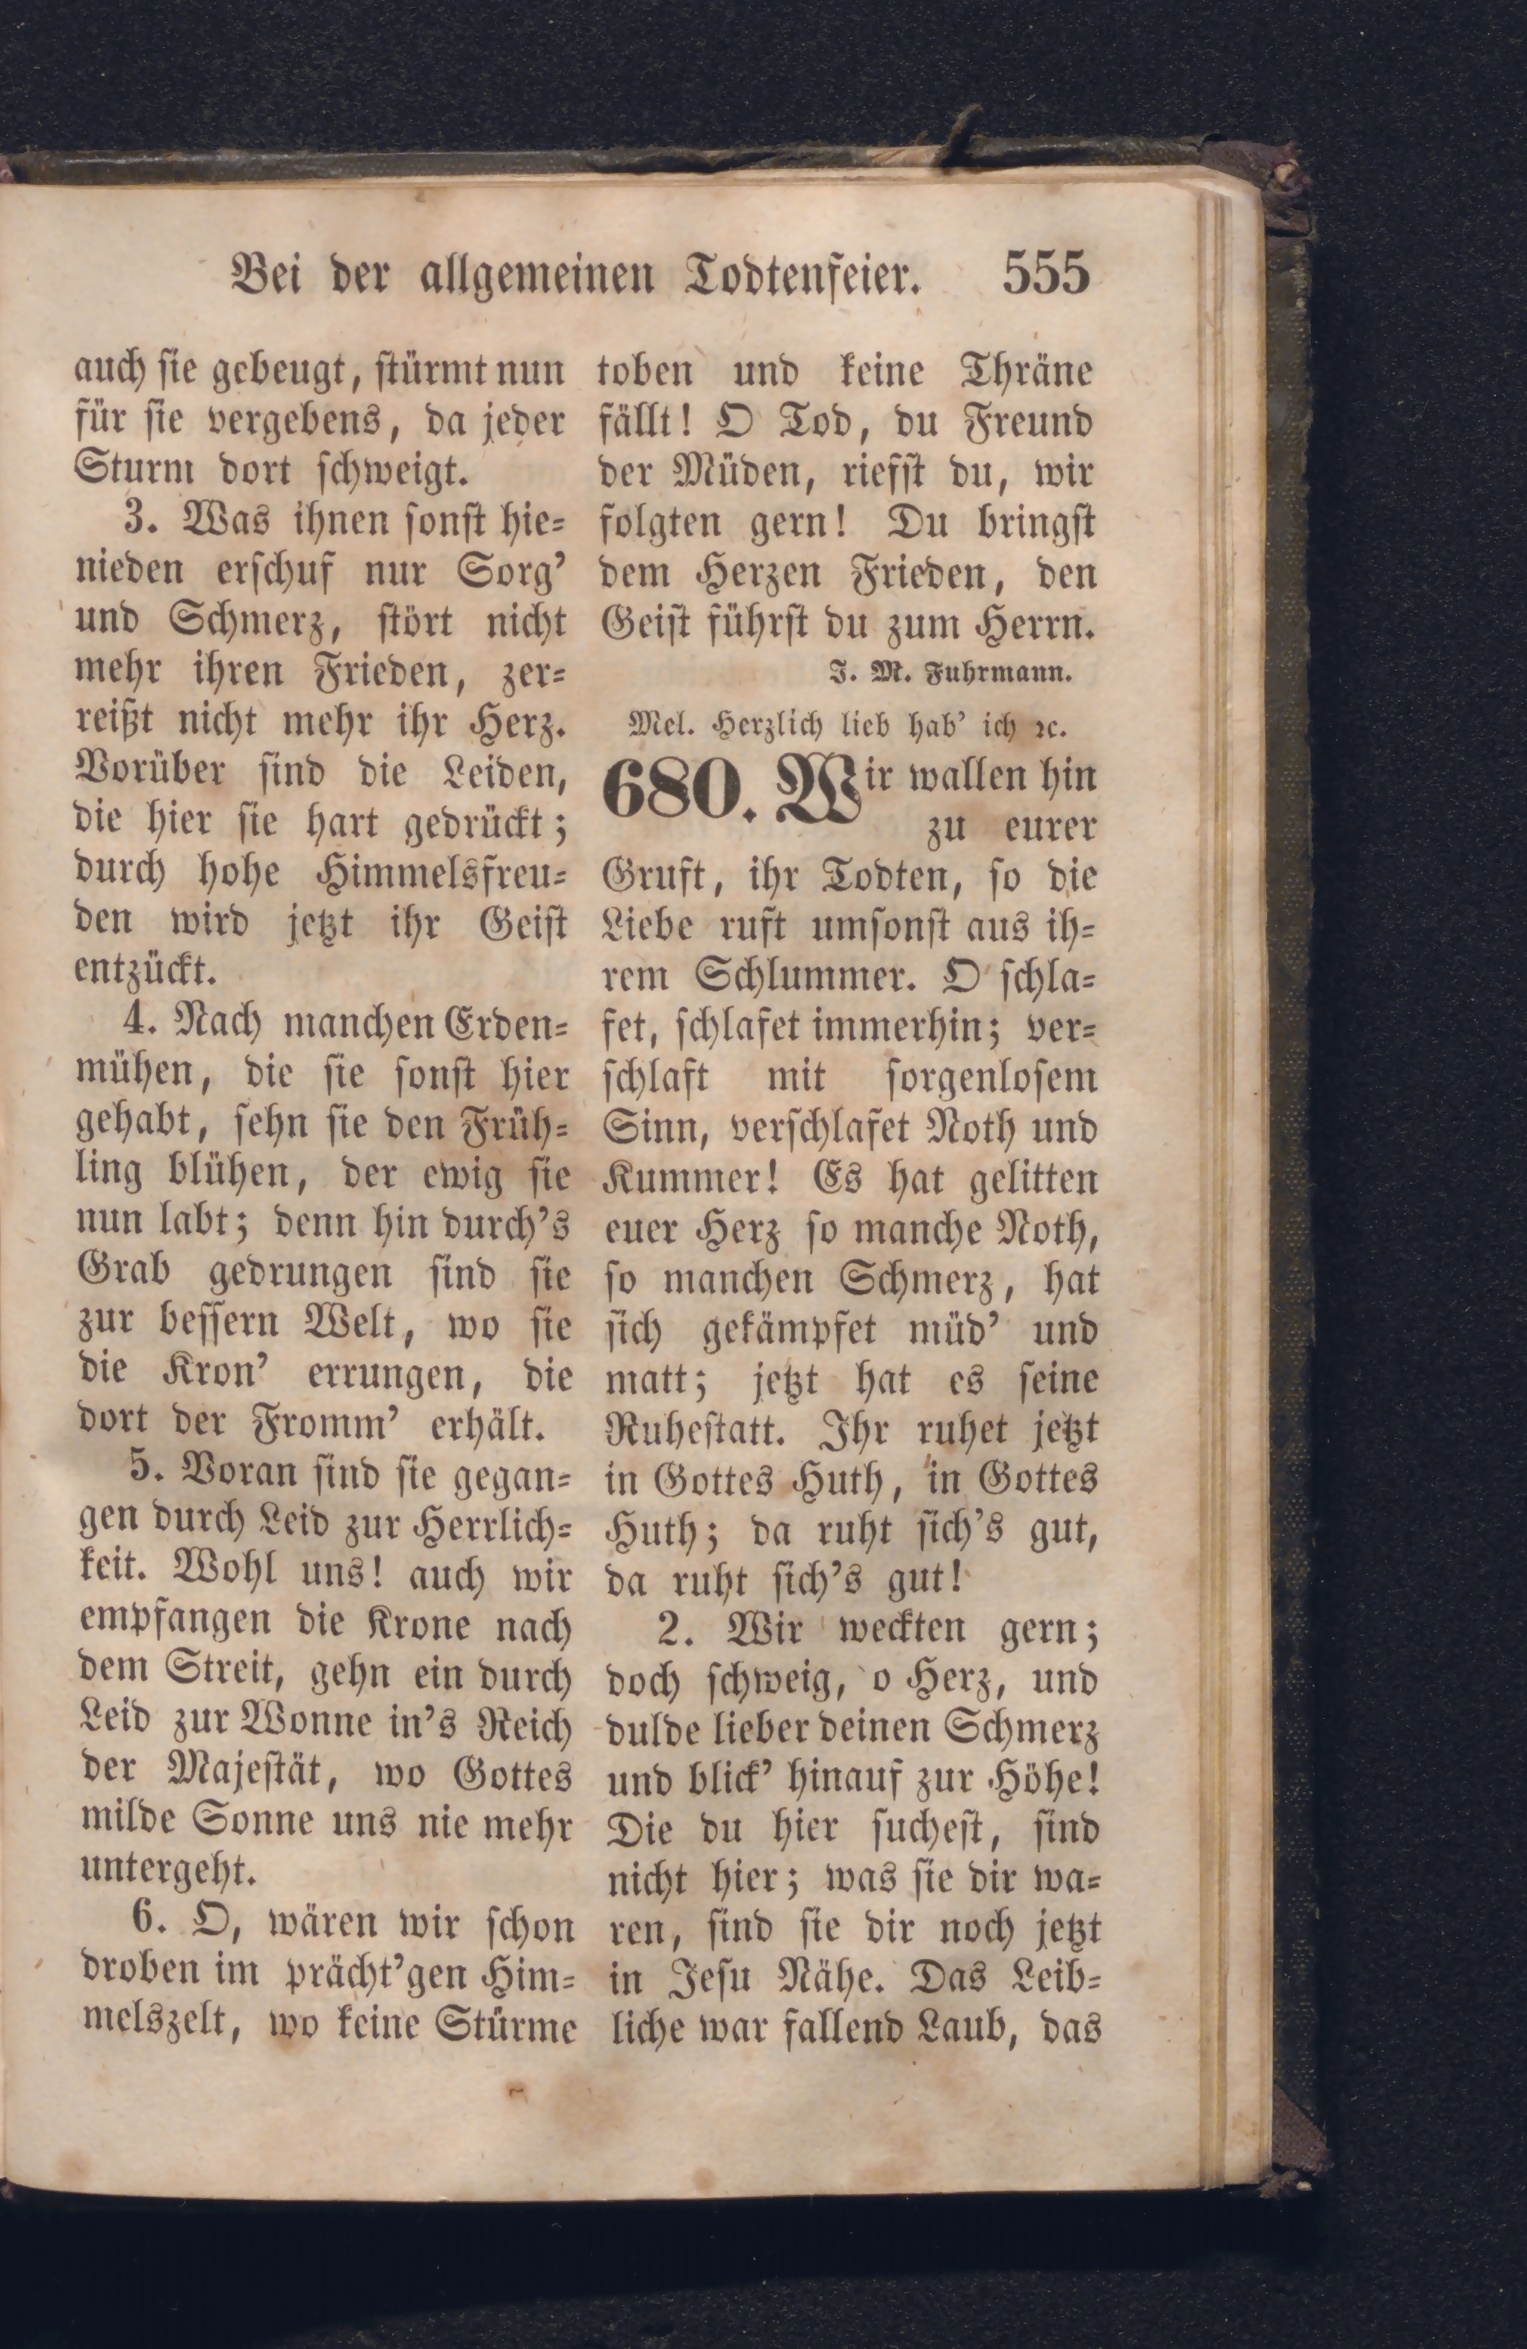 Bei der allgemeinen Todtenfeier. 555
auch sie gebeugt, stürmt nun
für sie vergebens, da jeder
Sturm dort schweigt.
3. Was ihnen sonst hie-
nieden erschuf nur Sorg’
und Schmerz, stört nicht
mehr ihren Frieden, zer-
reißt nicht mehr ihr Herz.
Vorüber sind die Leiden,
die hier sie hart gedrückt;
durch hohe Himmelsfreu-
den wird jetzt ihr Geist
entzückt.
4. Nach manchen Erden-
mühen, die sie sonst hier
gehabt, sehn sie den Früh-
ling blühen, der ewig sie
nun labt; denn hin durch’s
Grab gedrungen sind sie
zur bessern Welt, wo sie
die Kron’ errungen, die
dort der Fromm’ erhält.
5. Voran sind sie gegan-
gen durch Leid zur Herrlich-
keit. Wohl uns! auch wir
empfangen die Krone nach
dem Streit, gehn ein durch
Leid zur Wonne in’s Reich
der Majestät, wo Gottes
milde Sonne uns nie mehr
untergeht.
6. O, wären wir schon
droben im prächt’gen Him-
melszelt, wo keine Stürme
toben und keine Thräne
fällt! O Tod, du Freund
der Müden, riefst du, wir
folgten gern! Du bringst
dem Herzen Frieden, den
Geist führst du zum Herrn.
J. M. Fuhrmann.
Mel. Herzlich lieb hab’ ich ꝛc.
680. Wir wallen hin
zu eurer
Gruft, ihr Todten, so die
Liebe ruft umsonst aus ih-
rem Schlummer. O schla-
fet, schlafet immerhin; ver-
schlaft mit sorgenlosem
Sinn, verschlafet Noth und
Kummer! Es hat gelitten
euer Herz so manche Noth,
so manchen Schmerz, hat
sich gekämpfet müd’ und
matt; jetzt hat es seine
Ruhestatt. Ihr ruhet jetzt
in Gottes Huth, in Gottes
Huth; da ruht sich’s gut,
da ruht sich’s gut!
2. Wir weckten gern;
doch schweig, o Herz, und
dulde lieber deinen Schmerz
und blick’ hinauf zur Höhe!
Die du hier suchest, sind
nicht hier; was sie dir wa-
ren, sind sie dir noch jetzt
in Jesu Nähe. Das Leib-
liche war fallend Laub, das